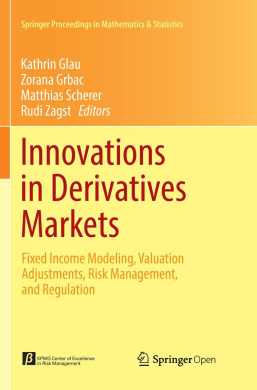 Springer Proceedings in Mathematics & Statistics
Kathrin Glau
Zorana Grbac
Matthias Scherer
Rudi Zagst Editors
Innovations
in Derivatives
Markets
Fixed Income Modeling, Valuation
Adjustments, Risk Management,
and Regulation
KPMG Center of Excellence
in Risk Management
Springer Open